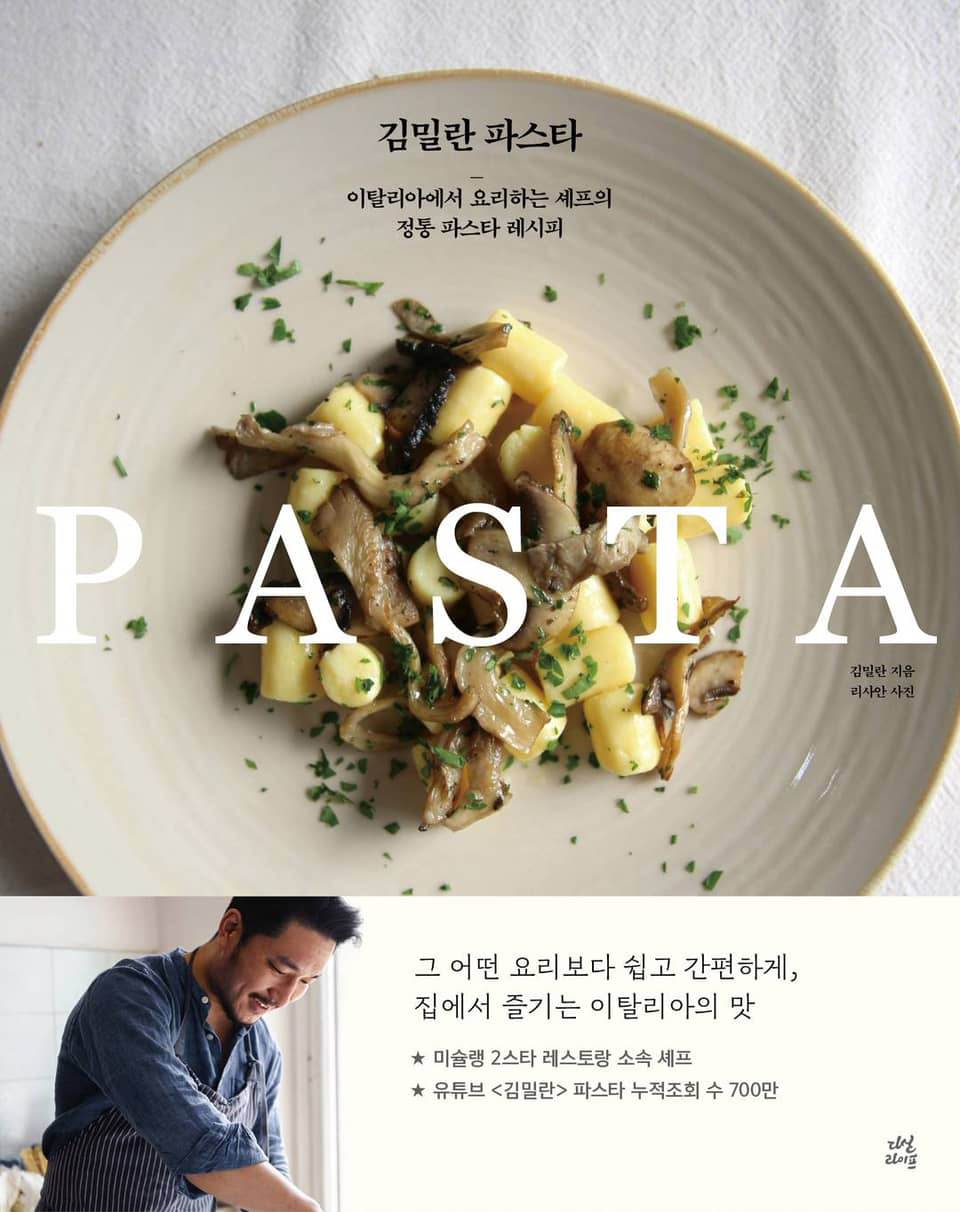 김밀란 파스타
이탈리아에서 요리하는 셰프의
정통 파스타 레시피
PASTA
김밀란 지음
리사안 사진
그 어떤 요리보다 쉽고 간편하게,
집에서 즐기는 이탈리아의 맛
★ 미슐랭 2스타 레스토랑 소속 셰프
★ 유튜브 <김밀란> 파스타 누적조회 수 700만
다설
라이프